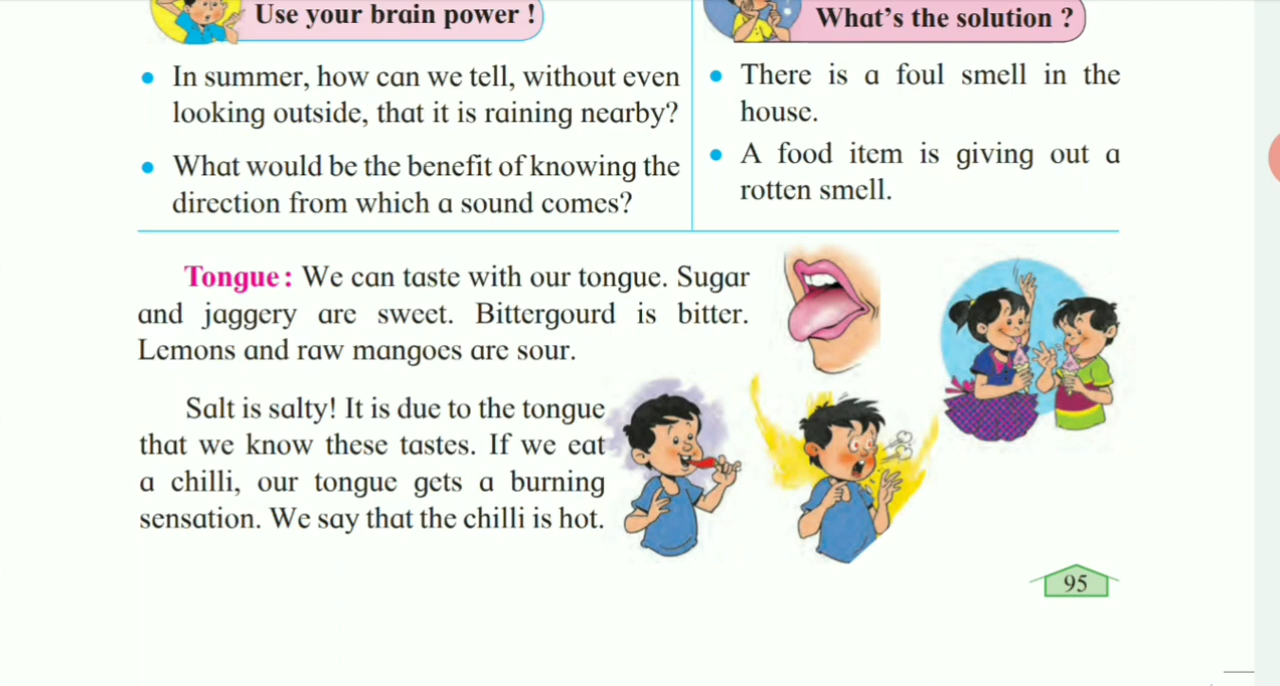 Use your brain power !
• In summer, how can we tell, without even
looking outside, that it is raining nearby?
• What would be the benefit of knowing the
direction from which a sound comes?
What's the solution ?
• There is a foul smell in the
house.
• A food item is giving out a
rotten smell.
Tongue : We can taste with our tongue. Sugar
and jaggery are sweet. Bittergourd is bitter.
Lemons and raw mangoes are sour.
Salt is salty! It is due to the tongue
that we know these tastes. If we eat
a chilli, our tongue gets a burning
sensation. We say that the chilli is hot.
95